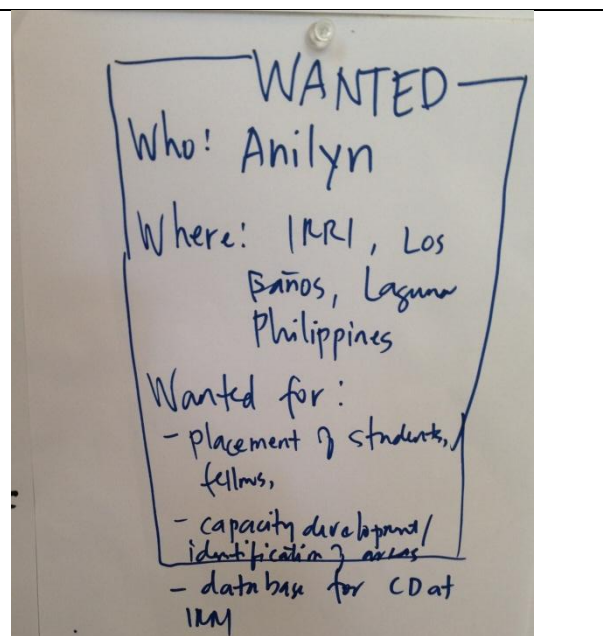 WANTED
Who: Anilyn
Where: IRRI, Los
Baños, Laguna
Philippines
Wanted for:
- placement of students,
fellows,
- capacity development/
identification of areas
- database for CD at
IRRI